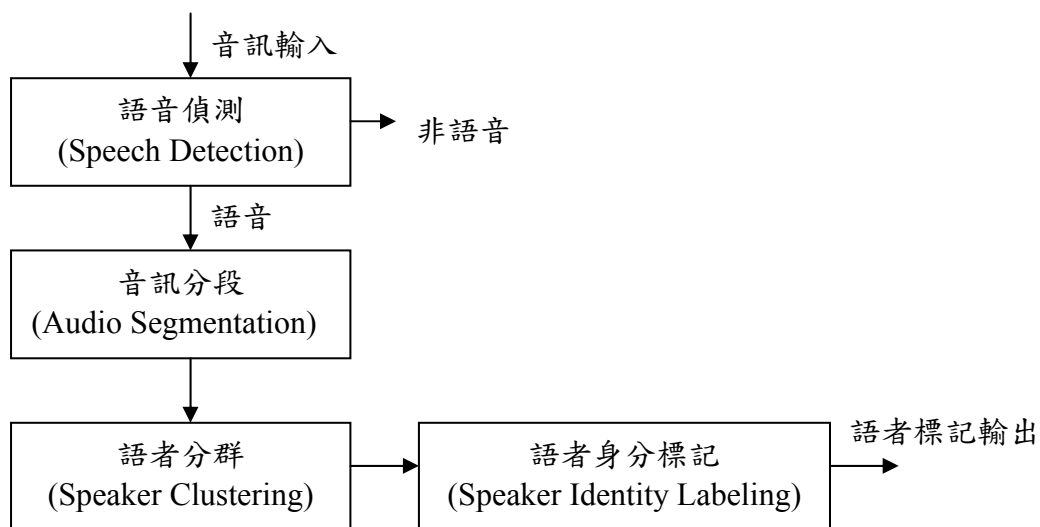 音訊輸入
語音偵測
(Speech Detection)
非語音
語音
音訊分段
(Audio Segmentation)
語者分群
(Speaker Clustering)
語者身分標記
(Speaker Identity Labeling)
語者標記輸出